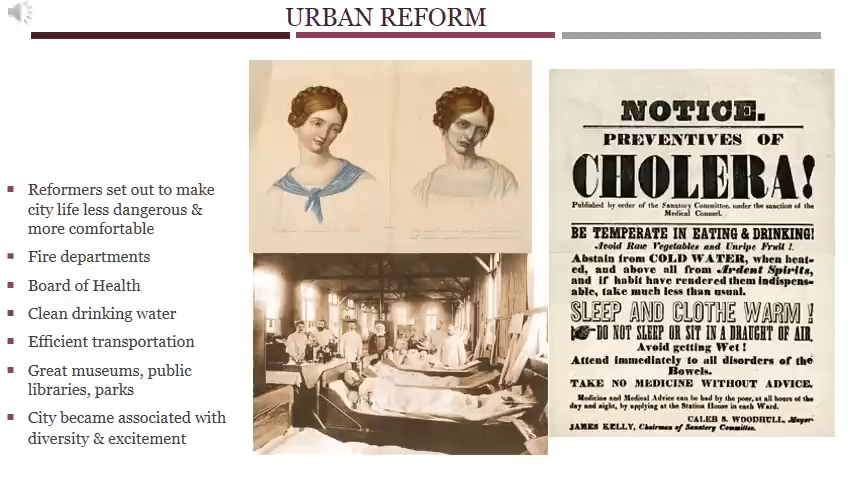 URBAN REFORM
Reformers set out to make
city life less dangerous &
more comfortable
Fire departments
Board of Health
Clean drinking water
Efficient transportation
Great museums, public
libraries, parks
City became associated with
diversity & excitement
NOTICE.
PREVENTIVES OF
CHOLERA!
Published by order of the Sanatory Committee, under the sanction of the
Medical Counsel.
BE TEMPERATE IN EATING & DRINKING!
Avoid Raw Vegetables and Unripe Fruit !
Abstain from COLD WATER, when heat-
ed, and above all from Ardent Spirits,
and if habit have rendered them indispens-
able, take much less than usual.
SLEEP AND CLOTHE WARM !
DO NOT SLEEP OR SIT IN A DRAUGHT OF AIR,
Avoid getting Wet !
Attend immediately to all disorders of the
Bowels.
TAKE NO MEDICINE WITHOUT ADVICE.
Medicine and Medical Advice can be had by the poor, at all hours of the
day and night, by applying at the Station House in each Ward.
CALEB S. WOODHULL, Mayor
JAMES KELLY, Chairman of Sanatory Committee.